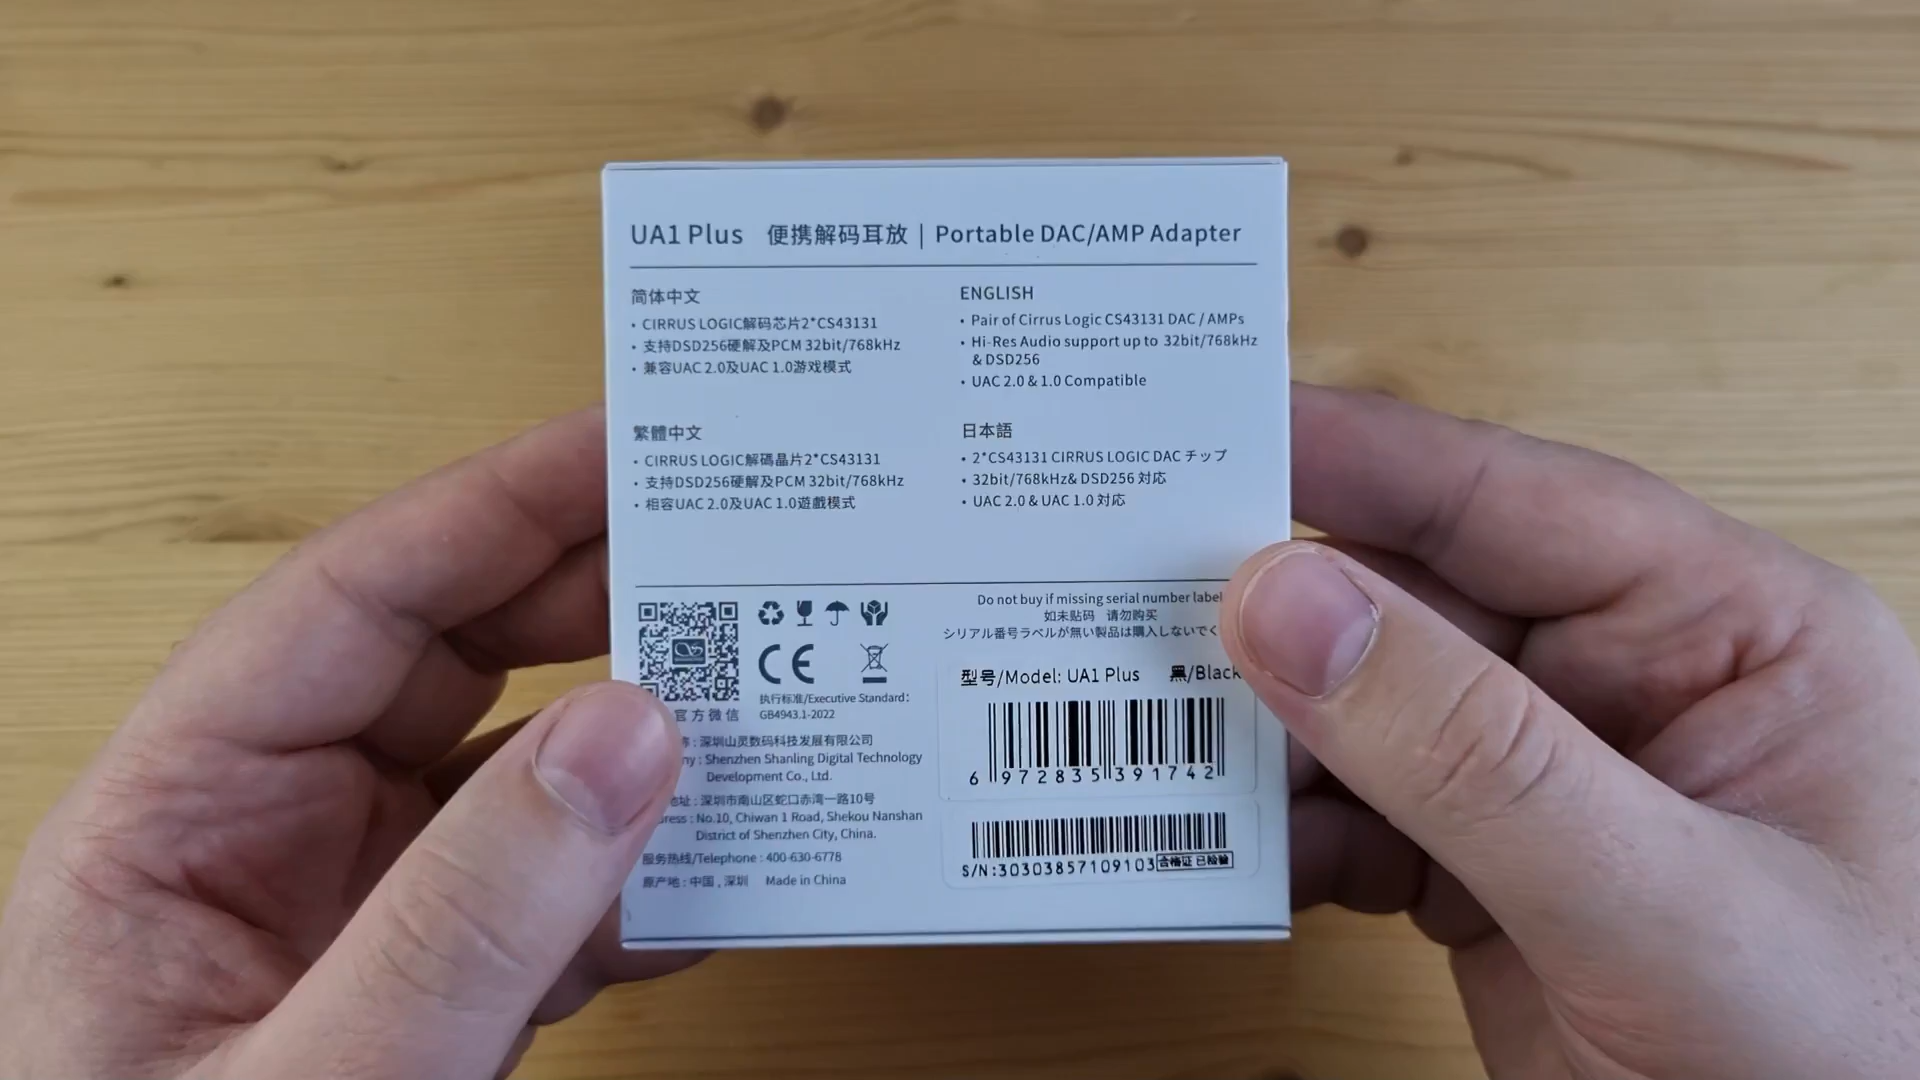 UA1 Plus 便携解码耳放 | Portable DAC/AMP Adapter
简体中文
• CIRRUS LOGIC解码芯片2*CS43131
• 支持DSD256硬解及PCM 32bit/768kHz
• 兼容UAC 2.0及UAC 1.0游戏模式
ENGLISH
• Pair of Cirrus Logic CS43131 DAC / AMPs
• Hi-Res Audio support up to 32bit/768kHz
& DSD256
• UAC 2.0 & 1.0 Compatible
繁體中文
• CIRRUS LOGIC解碼晶片2*CS43131
• 支持DSD256硬解及PCM 32bit/768kHz
• 相容UAC 2.0及UAC 1.0遊戲模式
日本語
• 2*CS43131 CIRRUS LOGIC DAC チップ
• 32bit/768kHz& DSD256 対応
• UAC 2.0 & UAC 1.0 対応
CE
执行标准/Executive Standard:
GB4943.1-2022
官方微信
: 深圳山灵数码科技发展有限公司
: Shenzhen Shanling Digital Technology
Development Co., Ltd.
: 深圳市南山区蛇口赤湾一路10号
: No.10, Chiwan 1 Road, Shekou Nanshan
District of Shenzhen City, China.
服务热线/Telephone : 400-630-6778
原产地 : 中国 , 深圳 Made in China
Do not buy if missing serial number label
如未贴码 请勿购买
シリアル番号ラベルが無い製品は購入しないでく
型号/Model: UA1 Plus 黑/Black
6 972835 391742
S/N:30303857109103 合格证 已检验